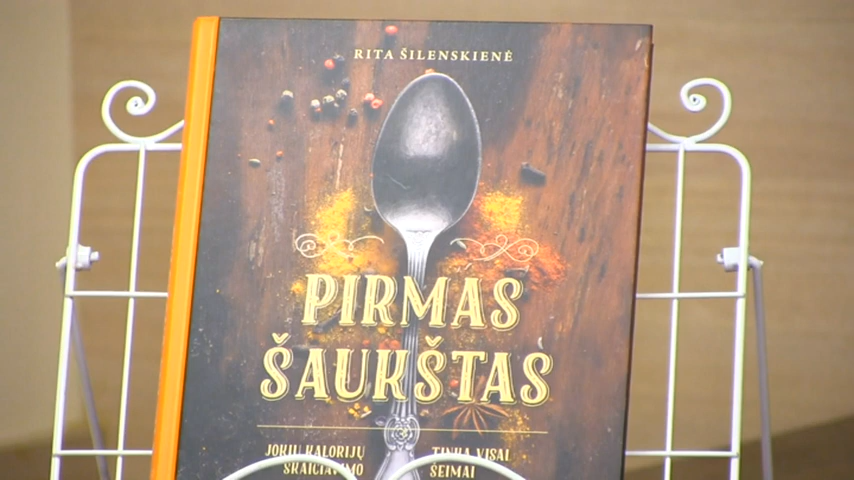 RITA ŠILENSKIENĖ
PIRMAS
ŠAUKŠTAS
JOKIŲ KALORIJŲ
SKAIČIAVIMO
TINKA VISAI
ŠEIMAI